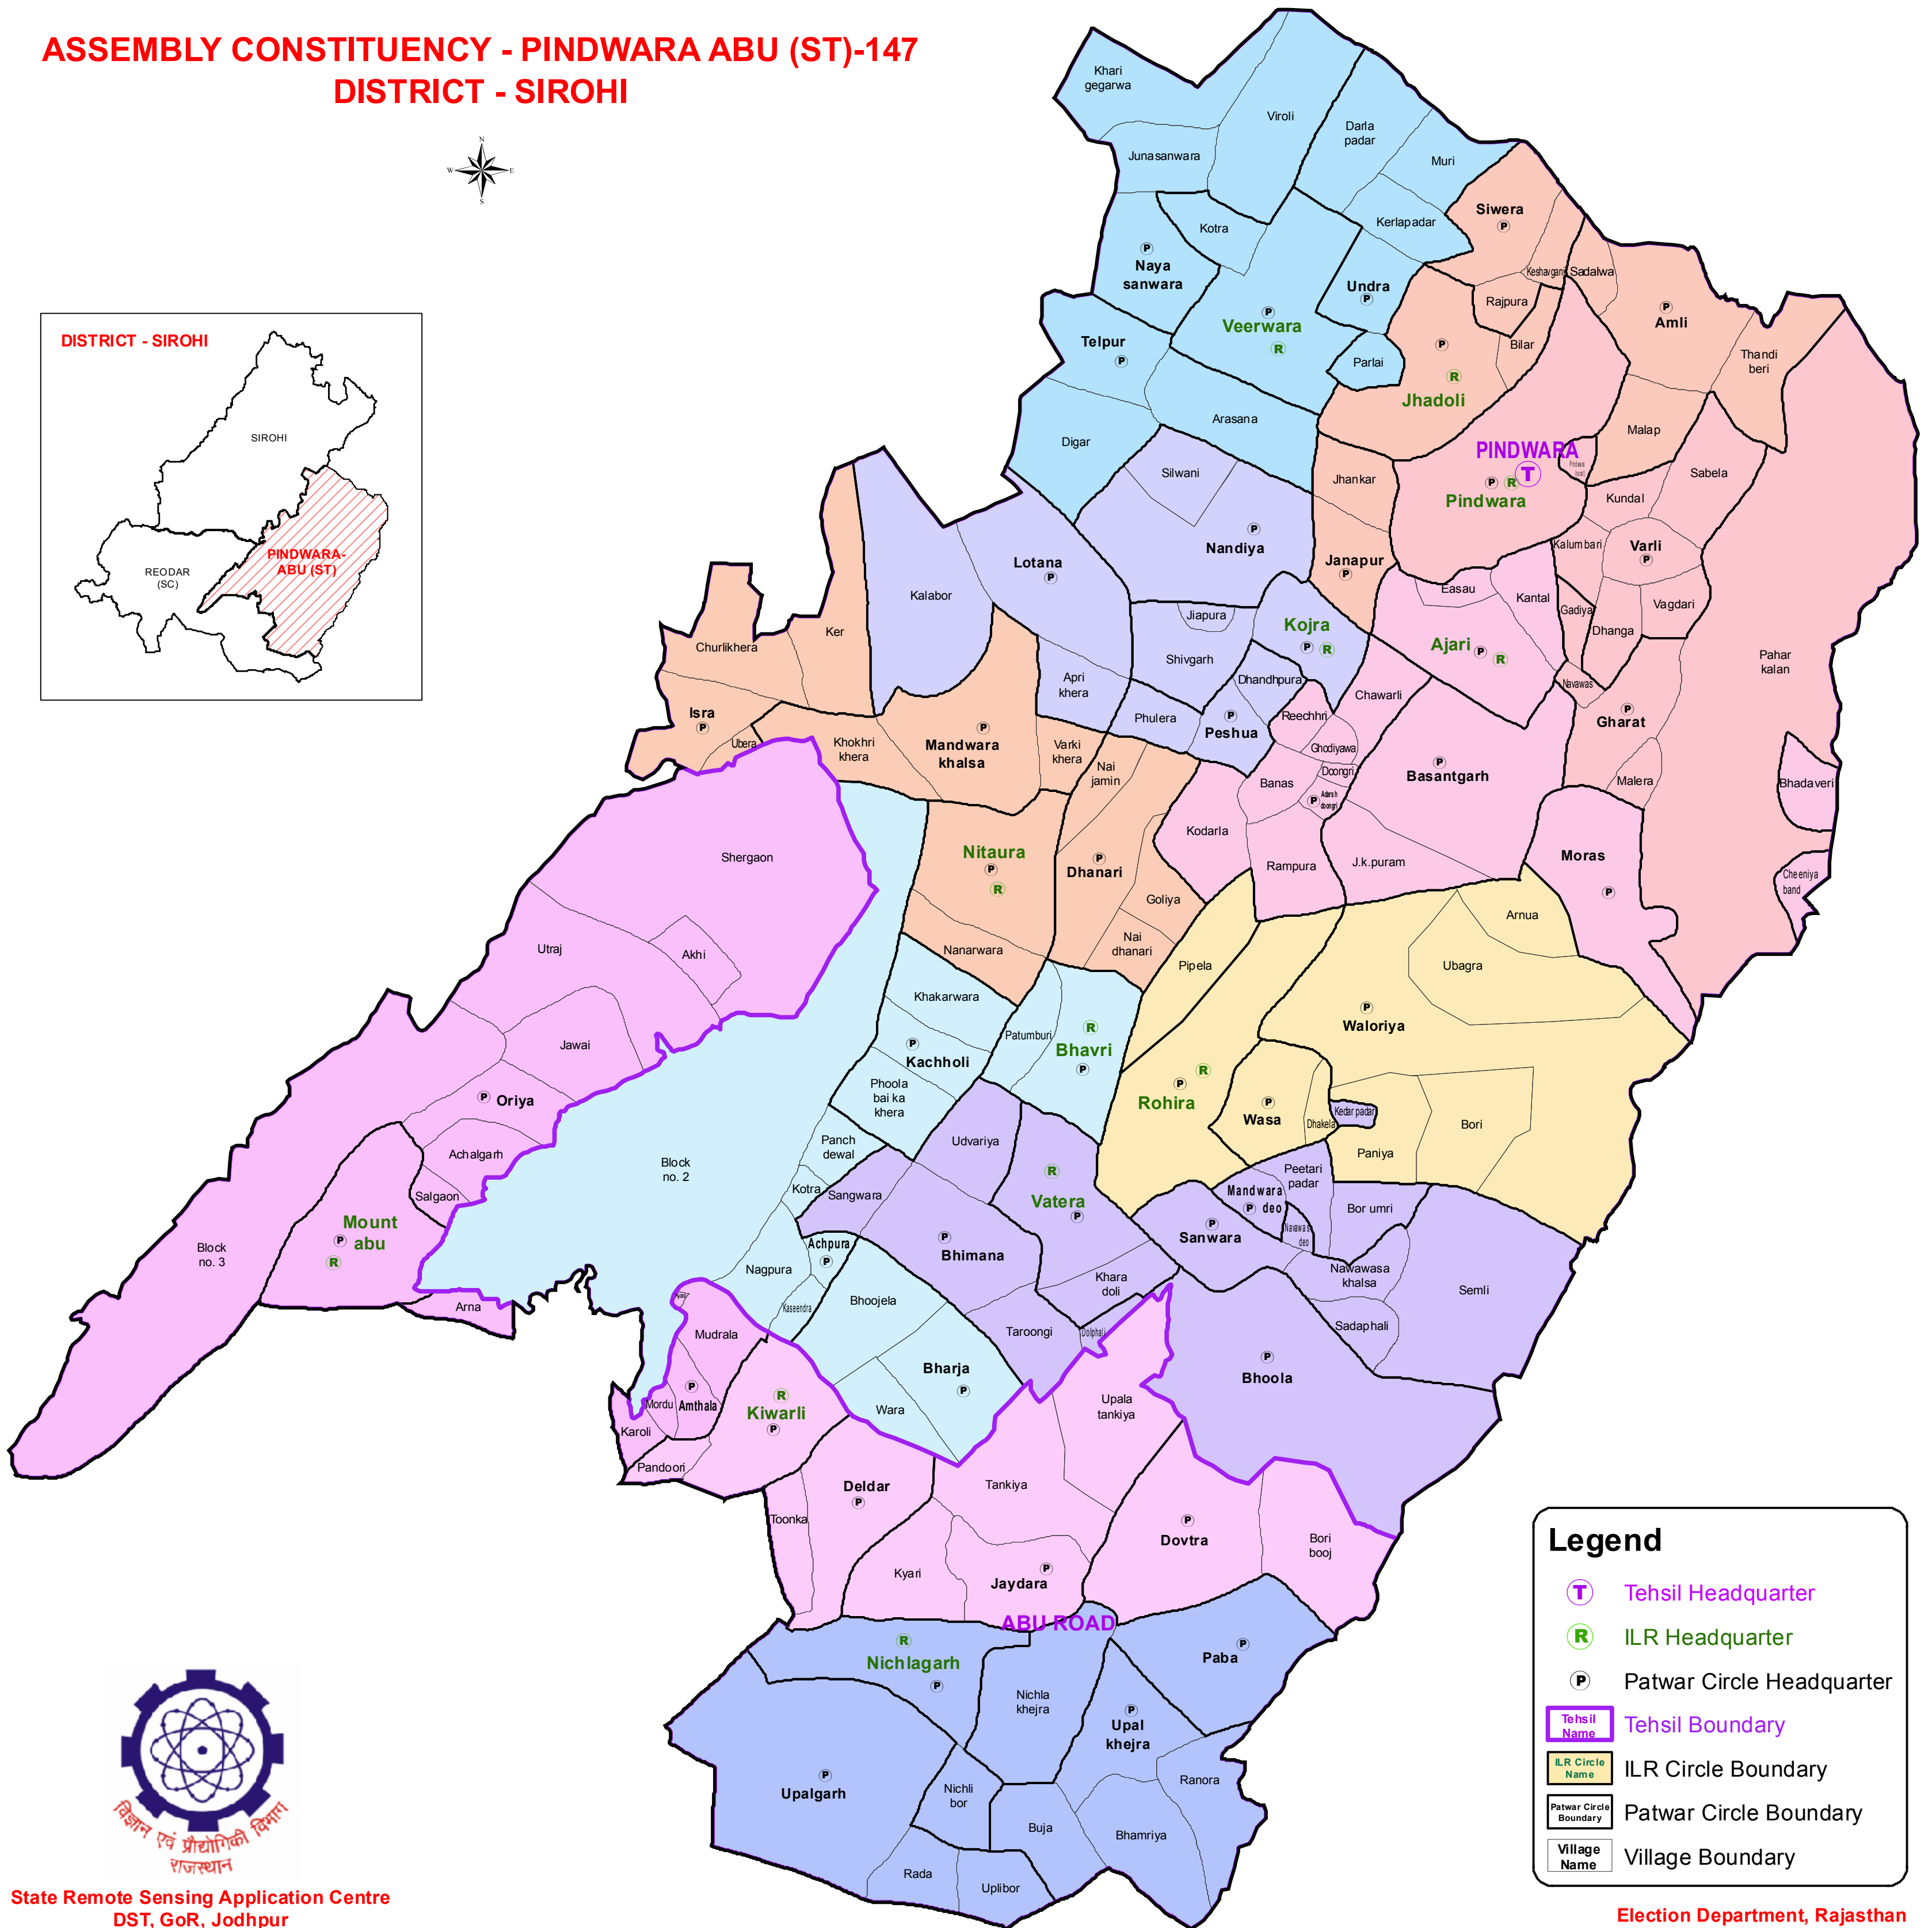 ASSEMBLY CONSTITUENCY - PINDWARA ABU (ST)-147
DISTRICT - SIROHI
N
W E
S
DISTRICT - SIROHI
SIROHI
REODAR
(SC)
PINDWARA-
ABU (ST)
Khari
gegarwa
Viroli
Darla
padar
Muri
Junasanwara
Kotra
Kerlapadar
Siwera
P
Naya
sanwara
P
Undra
P
Keshavganj
Sadalwa
Rajpura
Amli
P
Veerwara
P
R
Telpur
P
Parlai
Bilar
Thandi
beri
Jhadoli
P
R
Digar
Arasana
Malap
PINDWARA
T
Pindwara
P
R
Silwani
Jhankar
Sabela
Kundal
Nandiya
P
Kalumbari
Varli
P
Lotana
P
Janapur
P
Kalabor
Easau
Kantal
Gadiya
Vagdari
Jiapura
Kojra
P
R
Dhanga
Churlikhera
Ker
Ajari
P
R
Pahar
kalan
Shivgarh
Apri
khera
Dhandhpura
Chawarli
Navawas
Isra
P
Phulera
Peshua
P
Reechhri
Gharat
P
Ubera
Khokhri
khera
Mandwara
khalsa
P
Varki
khera
Nai
jamin
Ghodiyawa
Doongri
Basantgarh
P
Banas
Adarsh
doongri
P
Malera
Bhadaveri
Kodarla
Shergaon
Nitaura
P
R
Dhanari
P
Rampura
J.k.puram
Moras
P
Cheeniya
band
Goliya
Arnua
Utraj
Akhi
Nanarwara
Nai
dhanari
Pipela
Ubagra
Khakarwara
Waloriya
P
Jawai
Patumburi
Bhavri
R
P
Kachholi
P
Phoola
bai ka
khera
Oriya
P
Rohira
P
R
Wasa
P
Dhakela
Kedar padar
Bori
Achalgarh
Panch
dewal
Udvariya
Paniya
Block
no. 2
Peetari
padar
Salgaon
Kotra
Sangwara
Vatera
R
P
Mandwara
deo
P
Bor umri
Mount
abu
P
R
Block
no. 3
Achpura
P
Bhimana
P
Sanwara
P
Navawas
deo
Nagpura
Nawawasa
khalsa
Semli
Arna
Kaseendra
Bhoojela
Khara
doli
Mudrala
Taroongi
Doliphali
Sadaphali
Bharja
P
Bhoola
P
Mordu
Amthala
P
Kiwarli
R
P
Wara
Upala
tankiya
Karoli
Pandoori
Deldar
P
Tankiya
Toonka
Dovtra
P
Bori
booj
Kyari
Jaydara
P
ABU ROAD
Nichlagarh
R
P
Paba
P
Nichla
khejra
Upal
khejra
P
Upalgarh
P
Nichli
bor
Ranora
Buja
Bhamriya
Rada
Uplibor
Legend
T Tehsil Headquarter
R ILR Headquarter
P Patwar Circle Headquarter
Tehsil
Name
Tehsil Boundary
ILR Circle
Name
ILR Circle Boundary
Patwar Circle
Boundary
Patwar Circle Boundary
Village
Name
Village Boundary
विज्ञान एवं प्रौद्योगिकी विभाग
राजस्थान
State Remote Sensing Application Centre
DST, GoR, Jodhpur
Election Department, Rajasthan